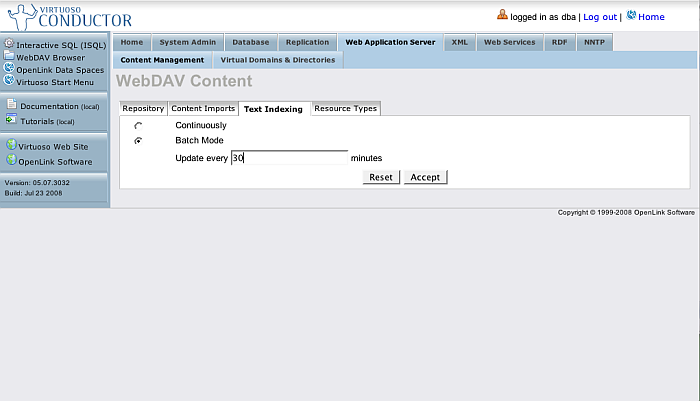 VIRTUOSO
CONDUCTOR
logged in as dba | Log out | Home
Interactive SQL (ISQL)
WebDAV Browser
OpenLink Data Spaces
Virtuoso Start Menu
Documentation (local)
Tutorials (local)
Virtuoso Web Site
OpenLink Software
Version: 05.07.3032
Build: Jul 23 2008
Home System Admin Database Replication Web Application Server XML Web Services RDF NNTP
Content Management Virtual Domains & Directories
WebDAV Content
Repository Content Imports Text Indexing Resource Types
Continuously
Batch Mode
Update every 30 minutes
Reset Accept
Copyright © 1999-2008 OpenLink Software